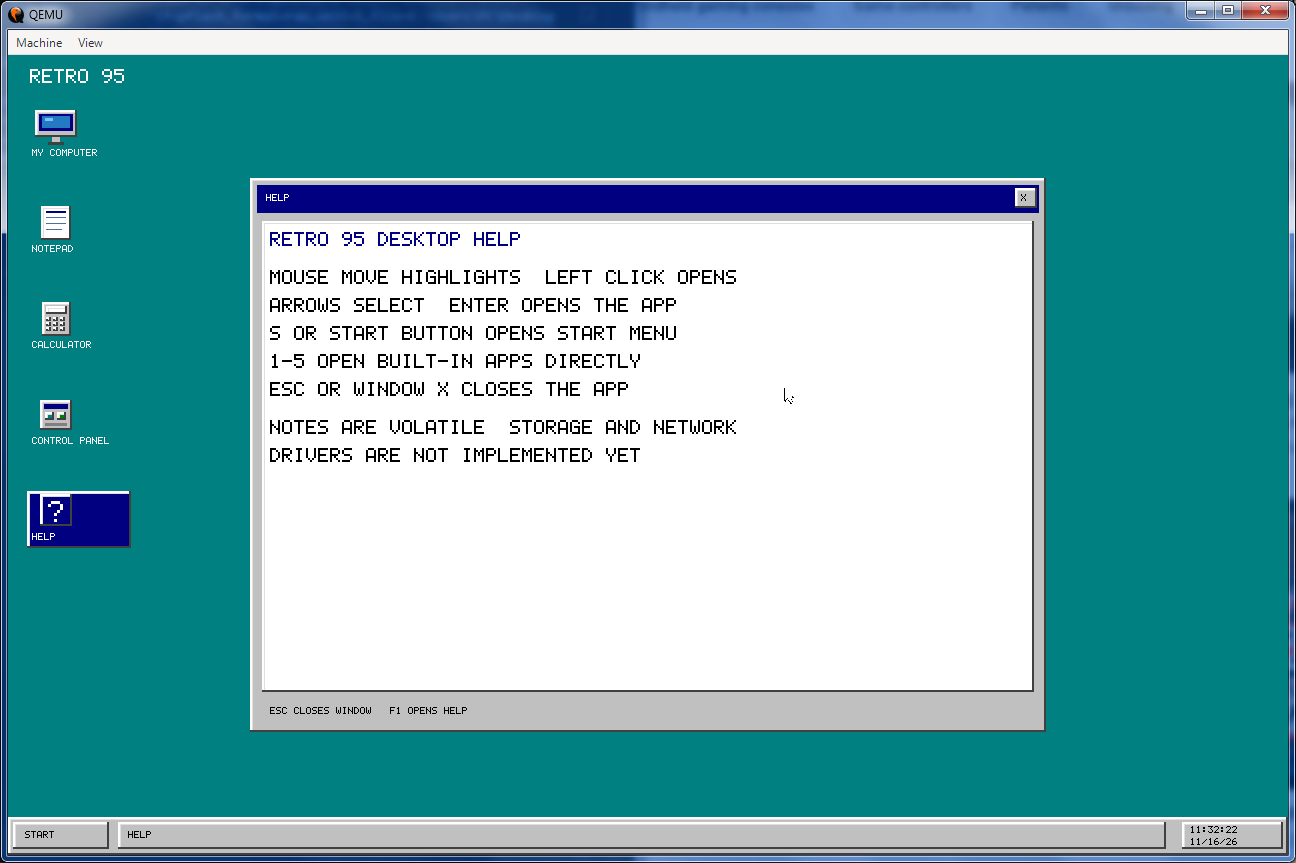 QEMU
Machine View
RETRO 95
MY COMPUTER
NOTEPAD
CALCULATOR
CONTROL PANEL
?
HELP
HELP X
RETRO 95 DESKTOP HELP
MOUSE MOVE HIGHLIGHTS LEFT CLICK OPENS
ARROWS SELECT ENTER OPENS THE APP
S OR START BUTTON OPENS START MENU
1-5 OPEN BUILT-IN APPS DIRECTLY
ESC OR WINDOW X CLOSES THE APP
NOTES ARE VOLATILE STORAGE AND NETWORK
DRIVERS ARE NOT IMPLEMENTED YET
ESC CLOSES WINDOW F1 OPENS HELP
START HELP
11:32:22
11/16/26